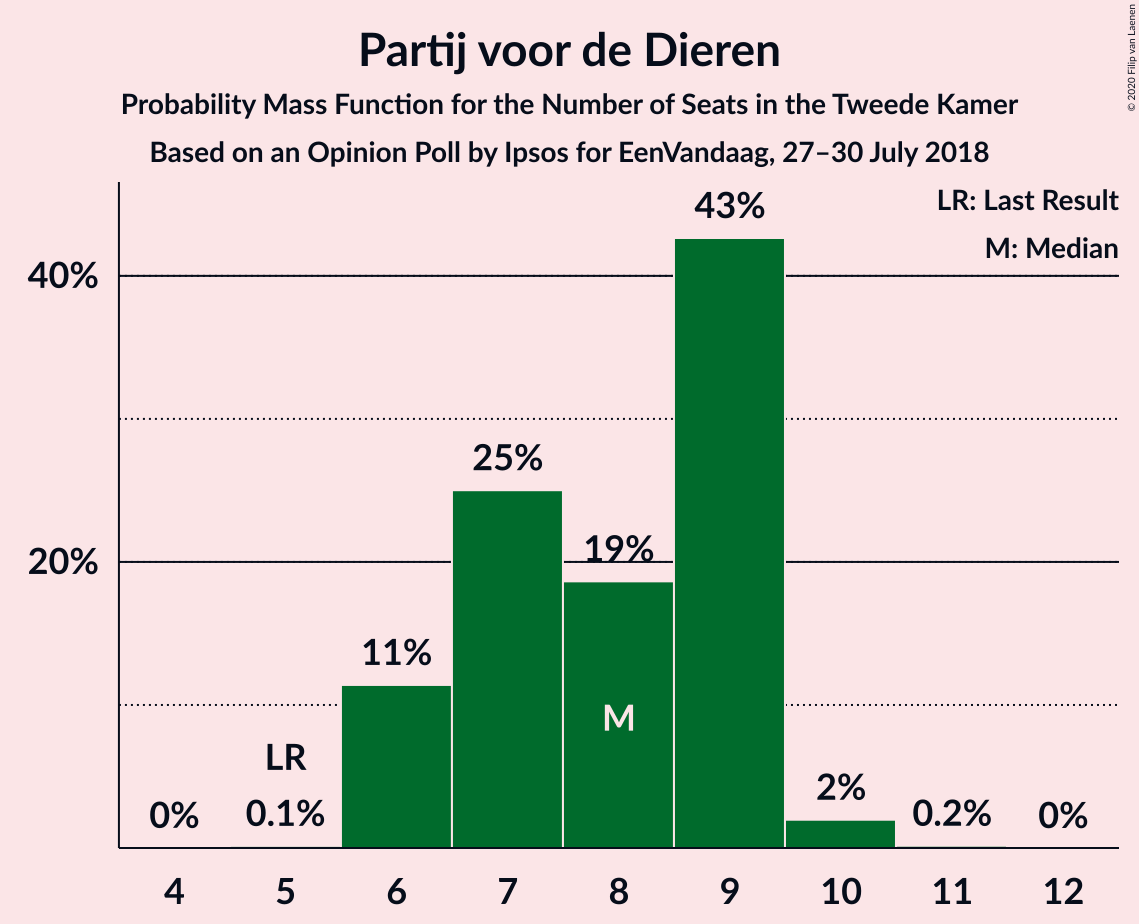 © 2020 Filip van Laenen
Partij voor de Dieren
Probability Mass Function for the Number of Seats in the Tweede Kamer
Based on an Opinion Poll by Ipsos for EenVandaag, 27–30 July 2018
LR: Last Result
M: Median
43%
40%
25%
20%
19%
11%
M
LR
0%
0.1%
2%
0.2%
0%
4 5 6 7 8 9 10 11 12